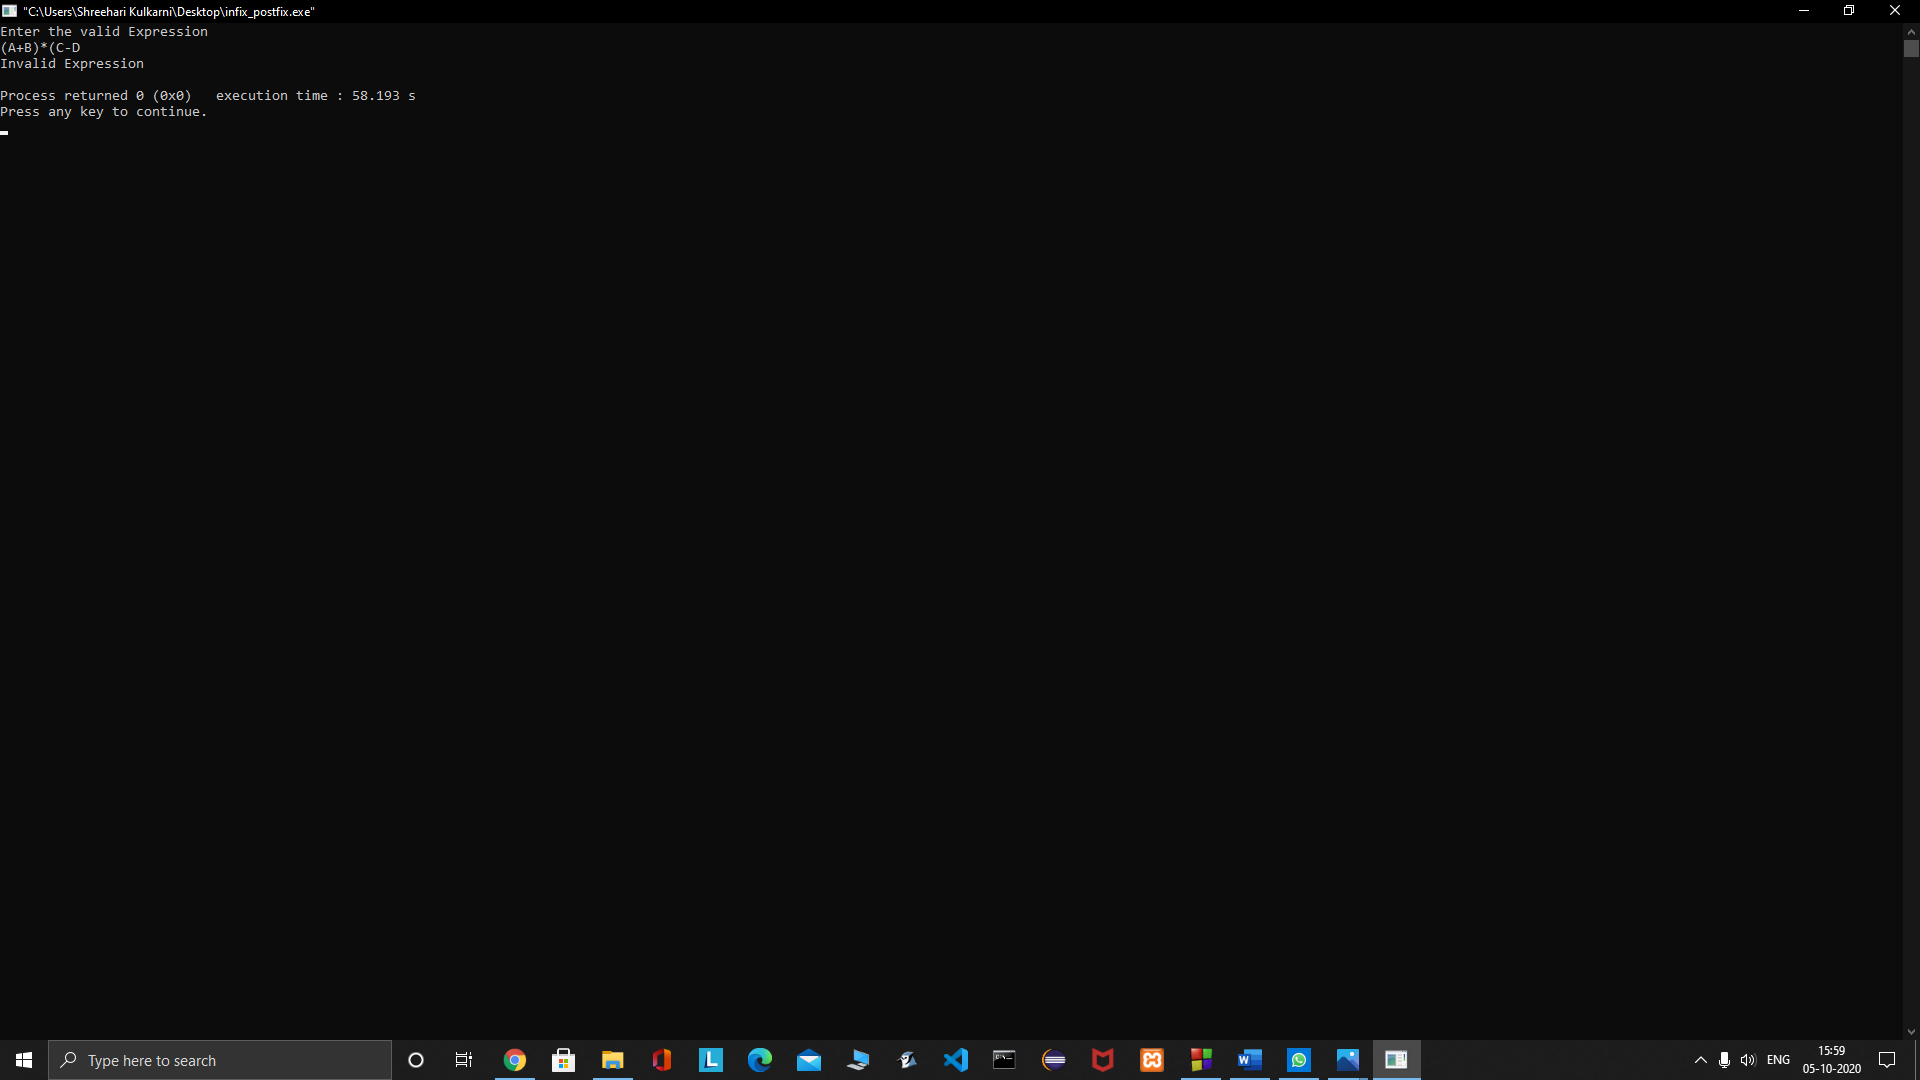 "C:\Users\Shreehari Kulkarni\Desktop\infix_postfix.exe"
Enter the valid Expression
(A+B)*(C-D
Invalid Expression
Process returned 0 (0x0)   execution time : 58.193 s
Press any key to continue.
Type here to search
L
W
ENG
15:59
05-10-2020